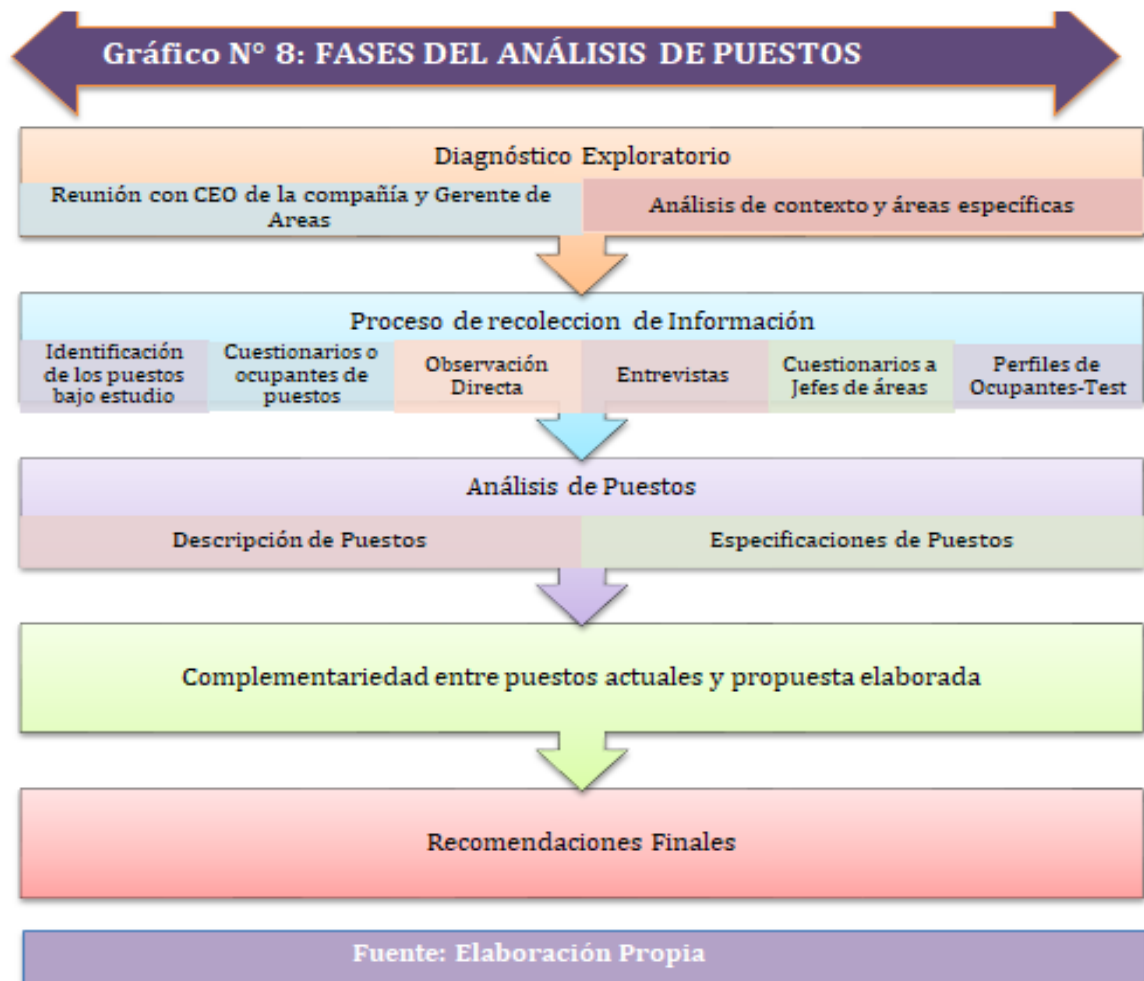 Gráfico N° 8: FASES DEL ANÁLISIS DE PUESTOS
Diagnóstico Exploratorio
Reunión con CEO de la compañía y Gerente de
Areas
Análisis de contexto y áreas específicas
Proceso de recoleccion de Información
Identificación
de los puestos
bajo estudio
Cuestionarios o
ocupantes de
puestos
Observación
Directa
Entrevistas
Cuestionarios a
Jefes de áreas
Perfiles de
Ocupantes-Test
Análisis de Puestos
Descripción de Puestos
Especificaciones de Puestos
Complementariedad entre puestos actuales y propuesta elaborada
Recomendaciones Finales
Fuente: Elaboración Propia